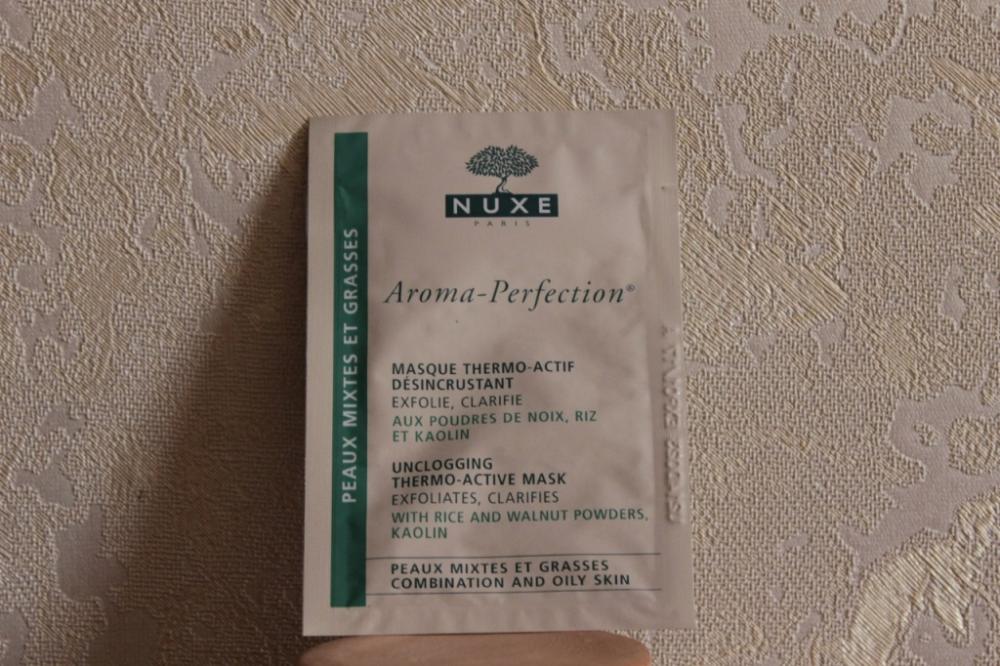 NUXE
PARIS
Aroma-Perfection®
MASQUE THERMO-ACTIF
DÉSINCRUSTANT
EXFOLIE, CLARIFIE
AUX POUDRES DE NOIX, RIZ
ET KAOLIN
UNCLOGGING
THERMO-ACTIVE MASK
EXFOLIATES, CLARIFIES
WITH RICE AND WALNUT POWDERS,
KAOLIN
PEAUX MIXTES ET GRASSES
COMBINATION AND OILY SKIN
PEAUX MIXTES ET GRASSES